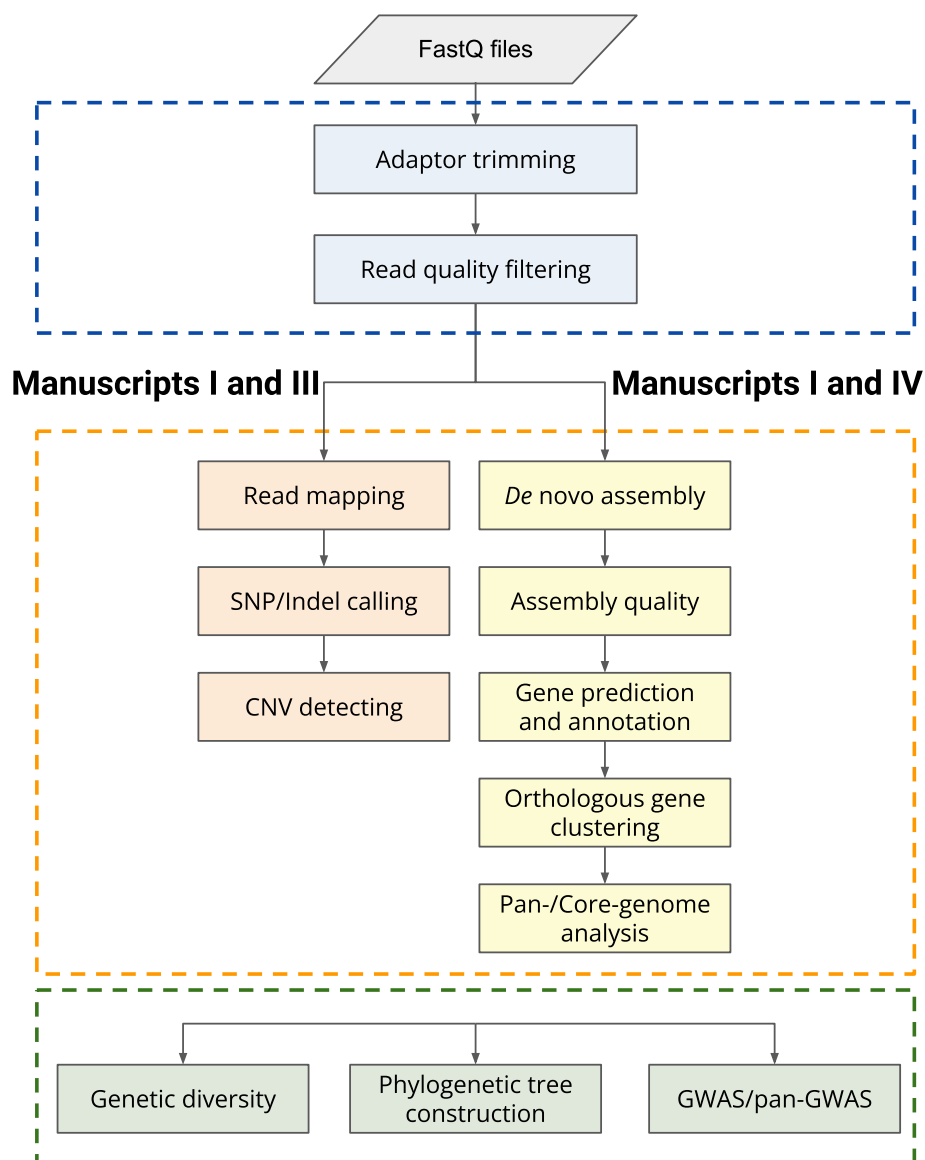 FastQ files
Adaptor trimming
Read quality filtering
Manuscripts I and III
Manuscripts I and IV
Read mapping
SNP/Indel calling
CNV detecting
De novo assembly
Assembly quality
Gene prediction
and annotation
Orthologous gene
clustering
Pan-/Core-genome
analysis
Genetic diversity
Phylogenetic tree
construction
GWAS/pan-GWAS